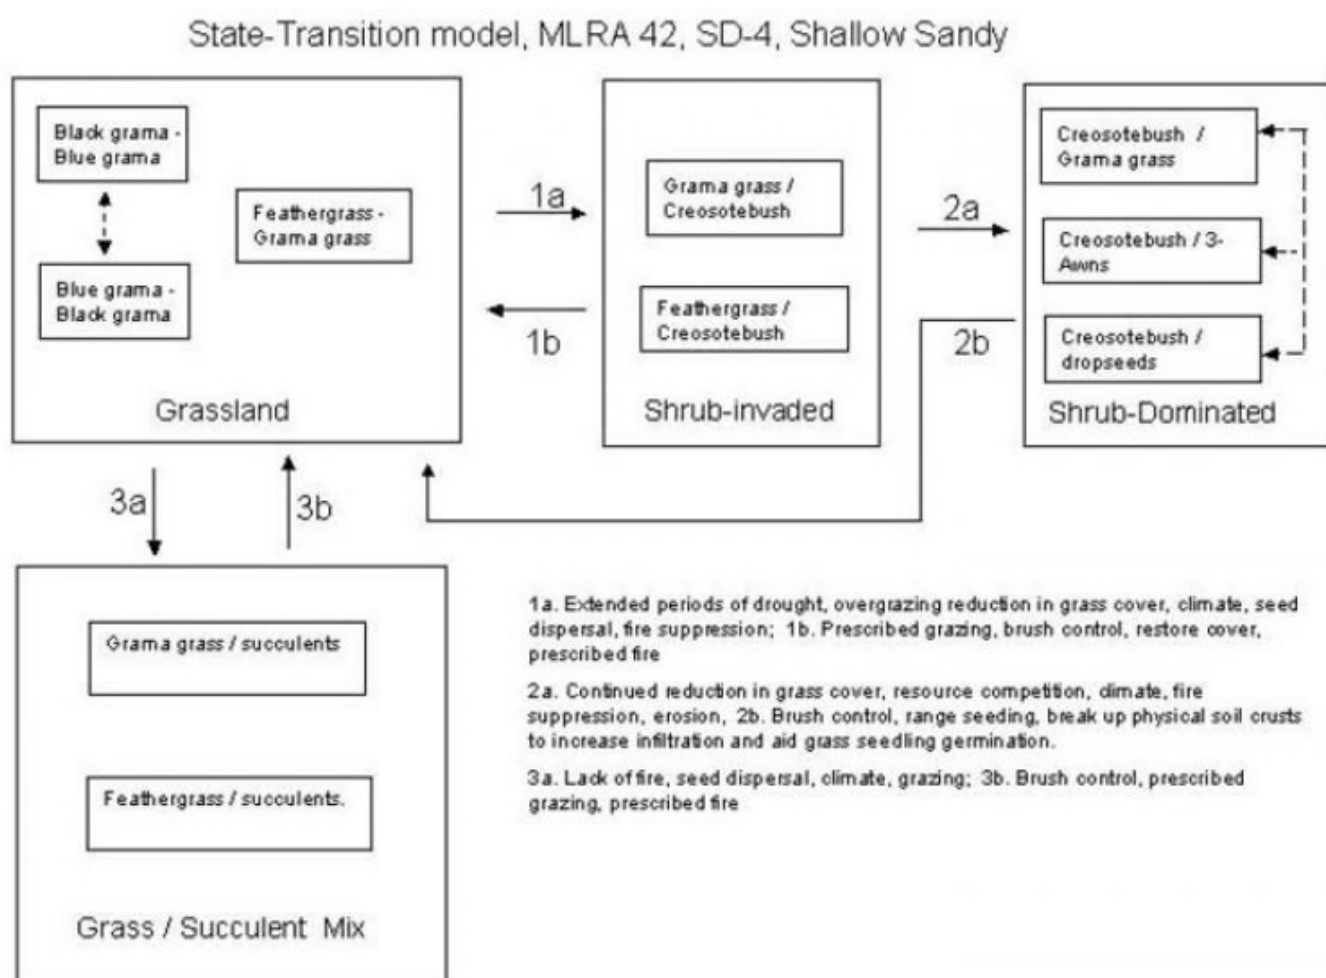 State-Transition model, MLRA 42, SD-4, Shallow Sandy
Black grama -
Blue grama
Feathergrass -
Grama grass
Blue grama -
Black grama
Grassland
1a
1b
Grama grass /
Creosotebush
Feathergrass /
Creosotebush
Shrub-invaded
2a
2b
Creosotebush /
Grama grass
Creosotebush / 3-
Awns
Creosotebush /
dropseeds
Shrub-Dominated
3a
3b
Grama grass / succulents
Feathergrass / succulents.
Grass / Succulent Mix
1a. Extended periods of drought, overgrazing reduction in grass cover, climate, seed
dispersal, fire suppression; 1b. Prescribed grazing, brush control, restore cover,
prescribed fire
2a. Continued reduction in grass cover, resource competition, climate, fire
suppression, erosion, 2b. Brush control, range seeding, break up physical soil crusts
to increase infiltration and aid grass seedling germination.
3a. Lack of fire, seed dispersal, climate, grazing; 3b. Brush control, prescribed
grazing, prescribed fire